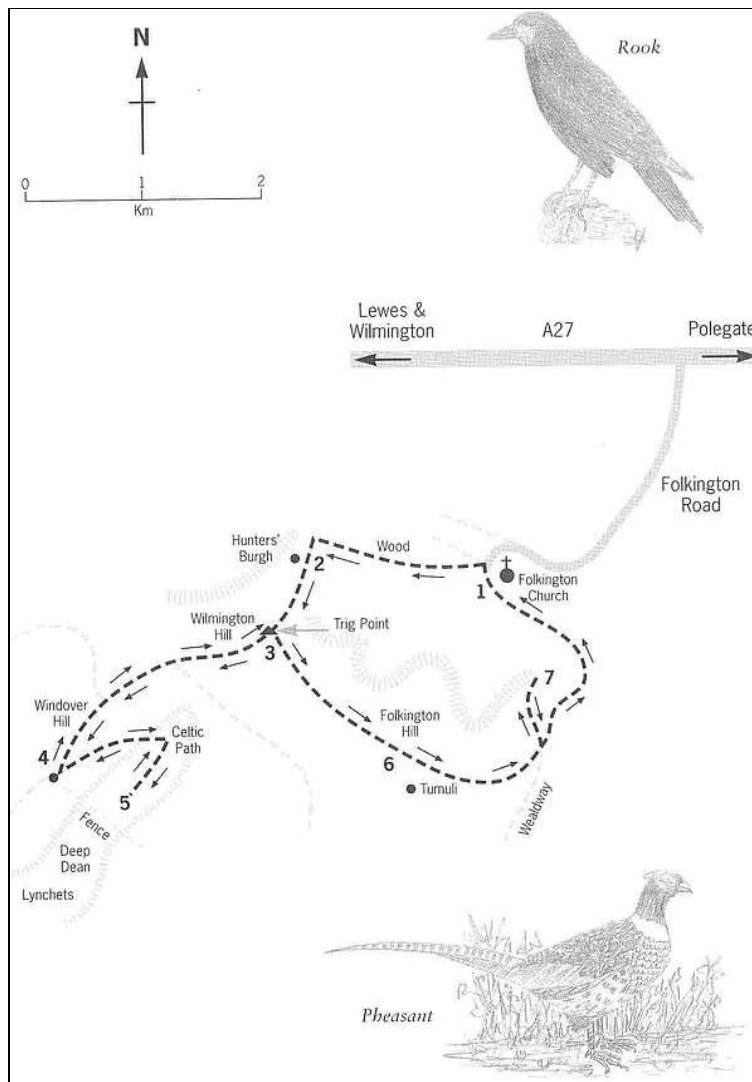 N
Rook
0 1 2
Km
Lewes &
Wilmington
A27
Polegate
Folkington
Road
Hunters'
Burgh
2
Wood
1
Folkington
Church
Wilmington
Hill
Trig Point
3
7
Windover
Hill
Celtic
Path
Folkington
Hill
4
6
5
Tumuli
Fence
Wealdway
Deep
Dean
Lynchets
Pheasant